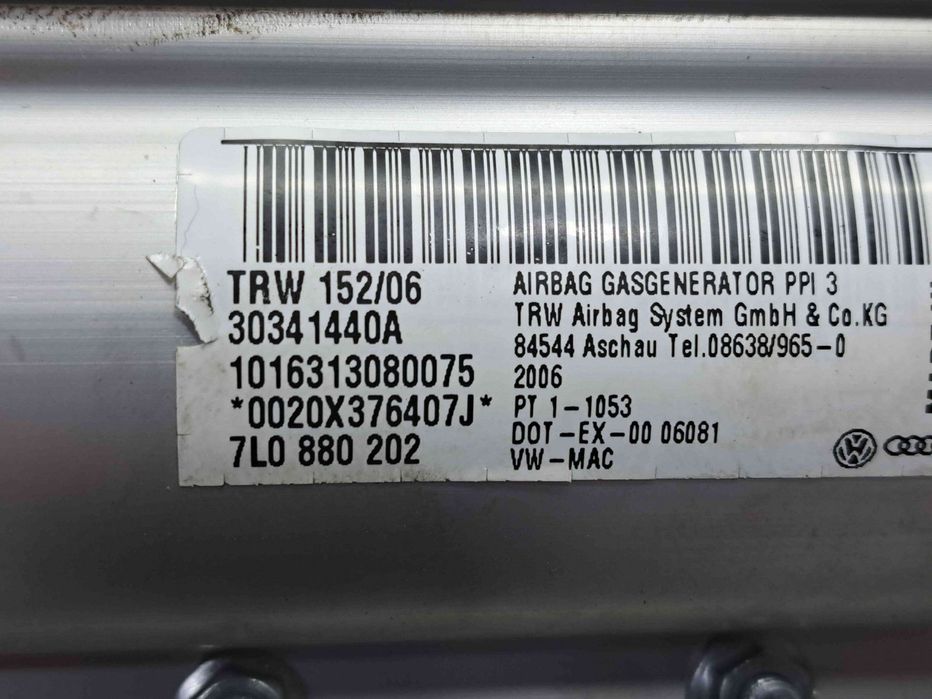 TRW 152/06
30341440A
1016313080075
*0020X376407J*
7L0 880 202
AIRBAG GASGENERATOR PPI 3
TRW Airbag System GmbH & Co.KG
84544 Aschau Tel.08638/965-0
2006
PT 1-1053
DOT-EX-00 06081
VW-MAC